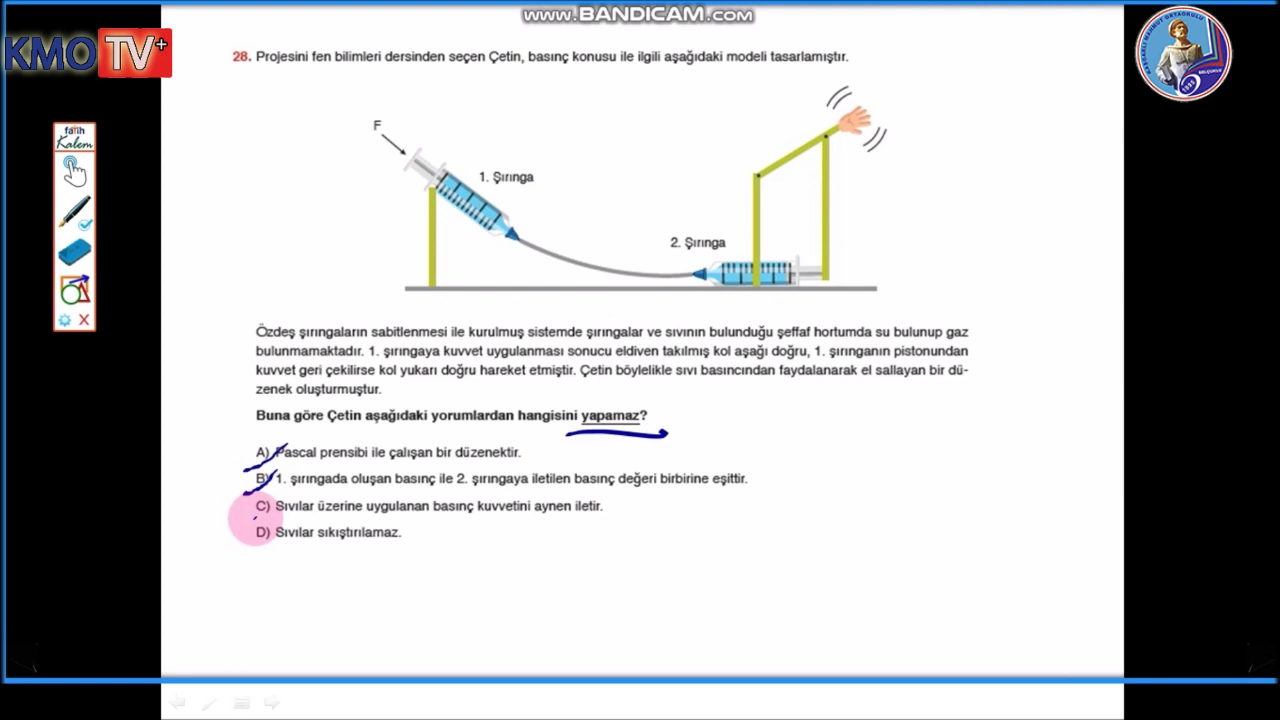 www.BANDICAM.com
KMO TV+
28. Projesini fen bilimleri dersinden seçen Çetin, basınç konusu ile ilgili aşağıdaki modeli tasarlamıştır.
fatih
Kalem
F
1. Şırınga
2. Şırınga
Özdeş şırıngaların sabitlenmesi ile kurulmuş sistemde şırıngalar ve sıvının bulunduğu şeffaf hortumda su bulunup gaz
bulunmamaktadır. 1. şırıngaya kuvvet uygulanması sonucu eldiven takılmış kol aşağı doğru, 1. şırınganın pistonundan
kuvvet geri çekilirse kol yukarı doğru hareket etmiştir. Çetin böylelikle sıvı basıncından faydalanarak el sallayan bir dü-
zenek oluşturmuştur.
Buna göre Çetin aşağıdaki yorumlardan hangisini yapamaz?
A) Pascal prensibi ile çalışan bir düzenektir.
B) 1. şırıngada oluşan basınç ile 2. şırıngaya iletilen basınç değeri birbirine eşittir.
C) Sıvılar üzerine uygulanan basınç kuvvetini aynen iletir.
D) Sıvılar sıkıştırılamaz.